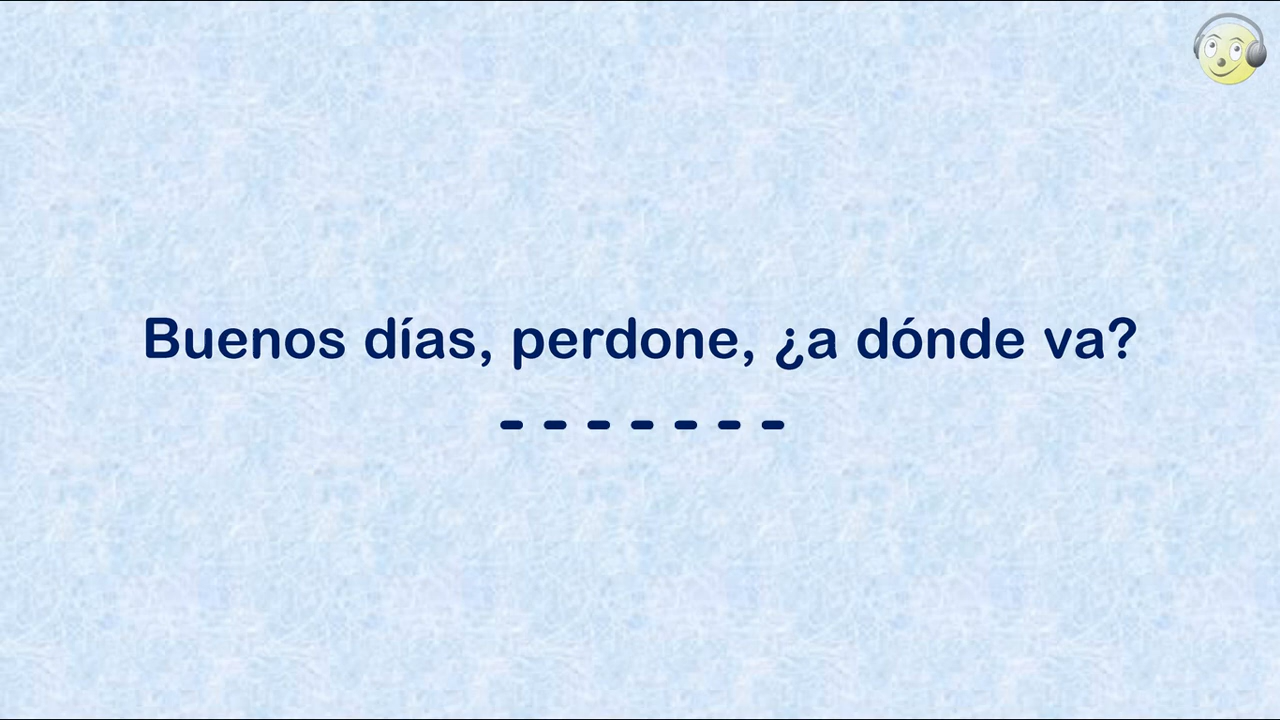 Buenos días, perdone, ¿a dónde va?
- - - - - - -